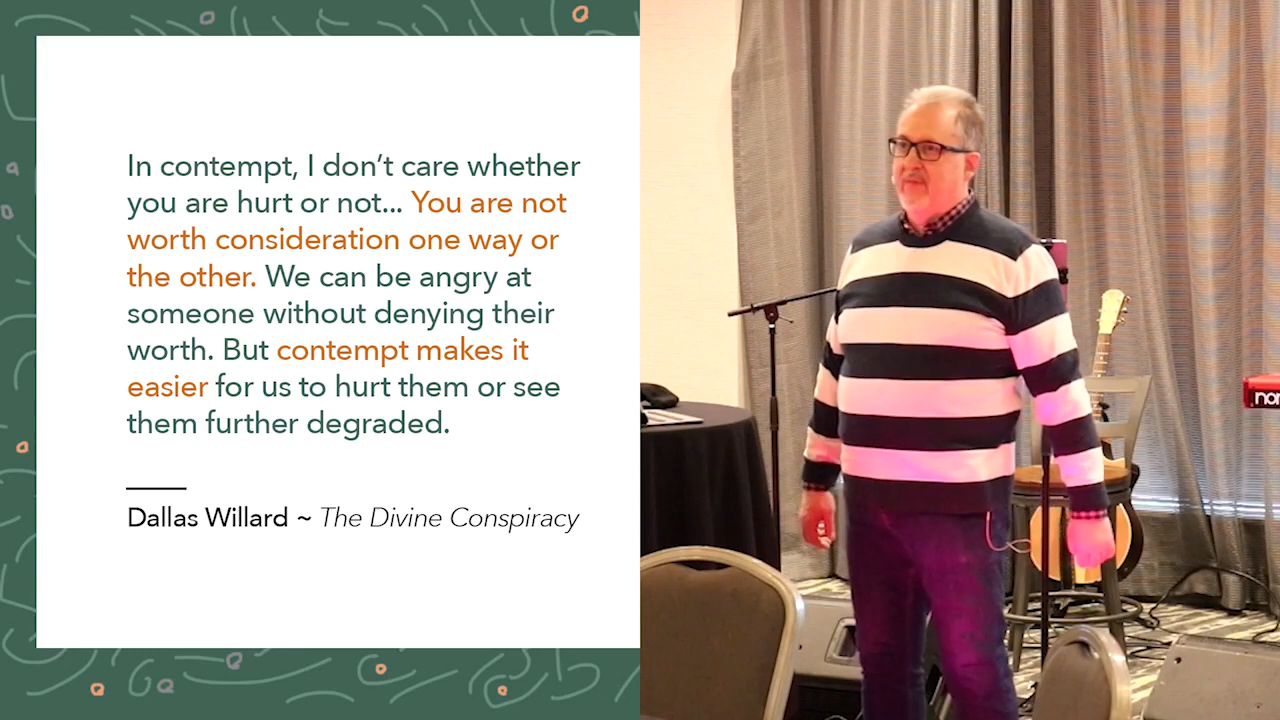 In contempt, I don’t care whether
you are hurt or not... You are not
worth consideration one way or
the other. We can be angry at
someone without denying their
worth. But contempt makes it
easier for us to hurt them or see
them further degraded.
Dallas Willard ~ The Divine Conspiracy